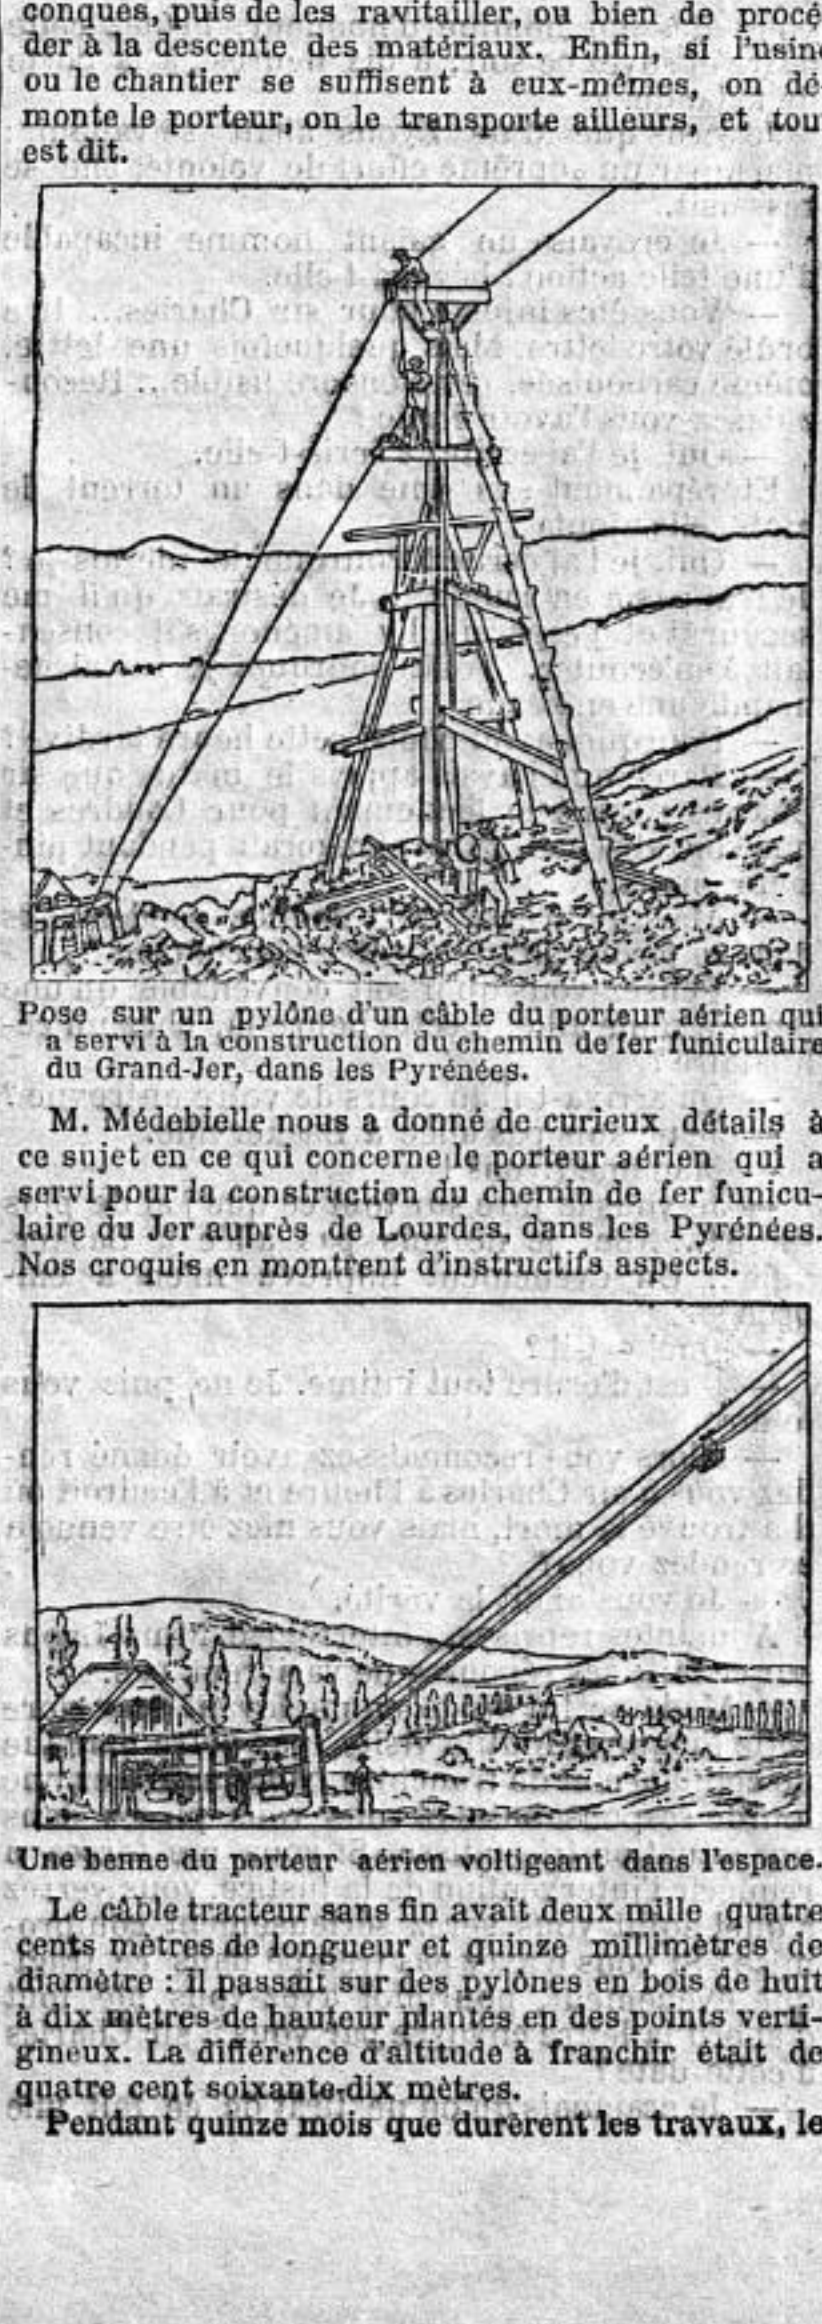 conques, puis de les ravitailler, ou bien de procé-
der à la descente des matériaux. Enfin, si l'usine
ou le chantier se suffisent à eux-mêmes, on dé-
monte le porteur, on le transporte ailleurs, et tout
est dit.
Pose sur un pylône d'un câble du porteur aérien qui
a servi à la construction du chemin de fer funiculaire
du Grand-Jer, dans les Pyrénées.
M. Médebielle nous a donné de curieux détails à
ce sujet en ce qui concerne le porteur aérien qui a
servi pour la construction du chemin de fer funicu-
laire du Jer auprès de Lourdes, dans les Pyrénées.
Nos croquis en montrent d'instructifs aspects.
Une benne du porteur aérien voltigeant dans l'espace.
Le câble tracteur sans fin avait deux mille quatre
cents mètres de longueur et quinze millimètres de
diamètre : il passait sur des pylônes en bois de huit
à dix mètres de hauteur plantés en des points verti-
gineux. La différence d'altitude à franchir était de
quatre cent soixante-dix mètres.
Pendant quinze mois que durèrent les travaux, le